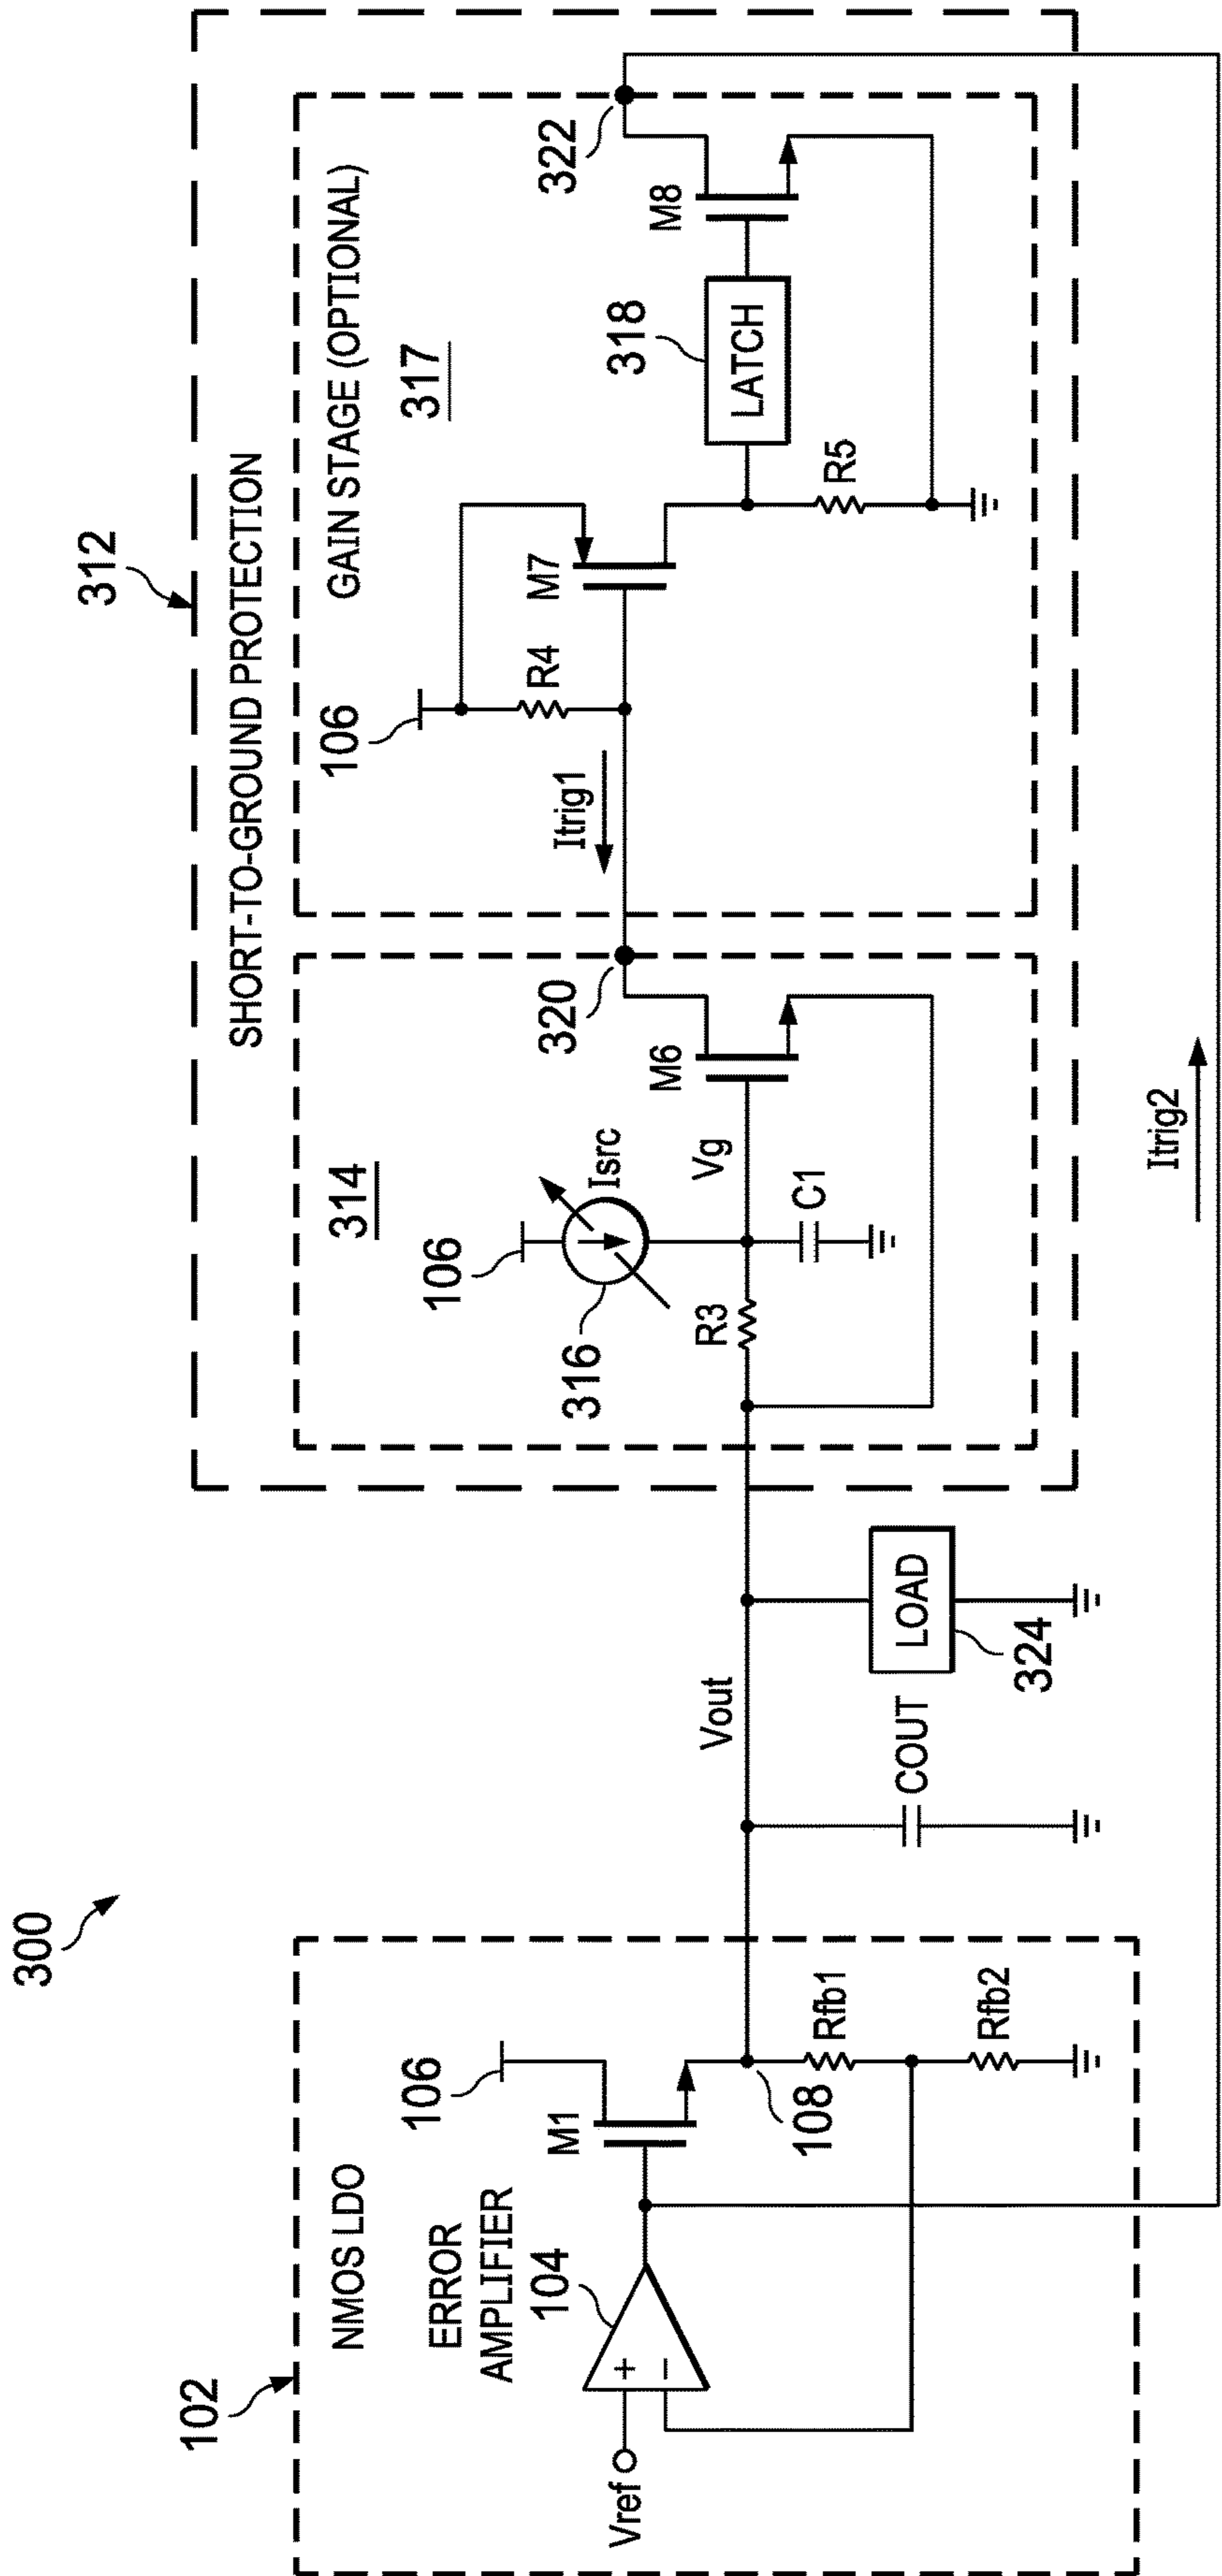 300
102
NMOS LDO
ERROR
AMPLIFIER
104
+
−
Vref
M1
106
108
Rfb1
Rfb2
Vout
COUT
LOAD
324
312
SHORT-TO-GROUND PROTECTION
314
106
316
Isrc
R3
Vg
C1
M6
320
GAIN STAGE (OPTIONAL)
317
106
R4
Itrig1
M7
R5
318
LATCH
M8
322
Itrig2